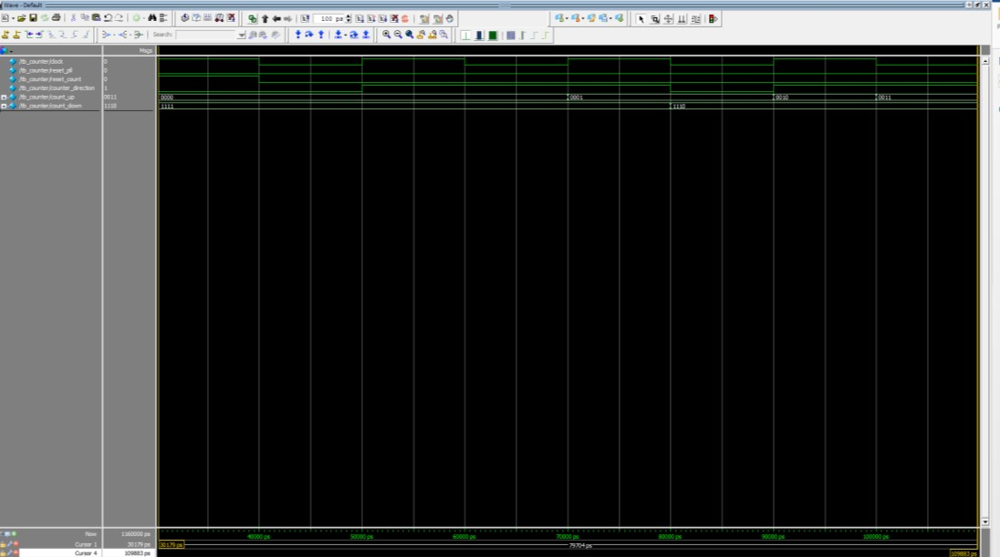 Wave - Default
100 ps
Search:
Msgs
/tb_counter/clock 0
/tb_counter/reset_pll 0
/tb_counter/reset_count 0
/tb_counter/counter_direction 1
/tb_counter/count_up 0011 0000 0001 0010 0011
/tb_counter/count_down 1110 1111 1110
Now 1160000 ps 40000 ps 50000 ps 60000 ps 70000 ps 80000 ps 90000 ps 100000 ps
Cursor 1 30179 ps 30179 ps 79704 ps
Cursor 4 109883 ps 109883 ps